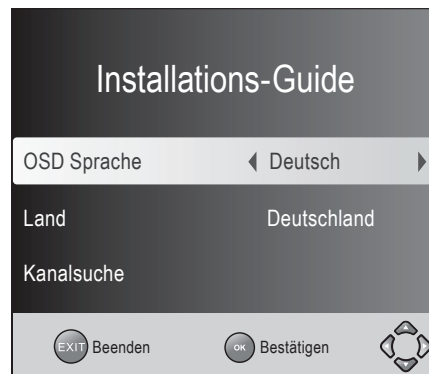 Installations-Guide
OSD Sprache Deutsch
Land Deutschland
Kanalsuche
EXIT Beenden OK Bestätigen